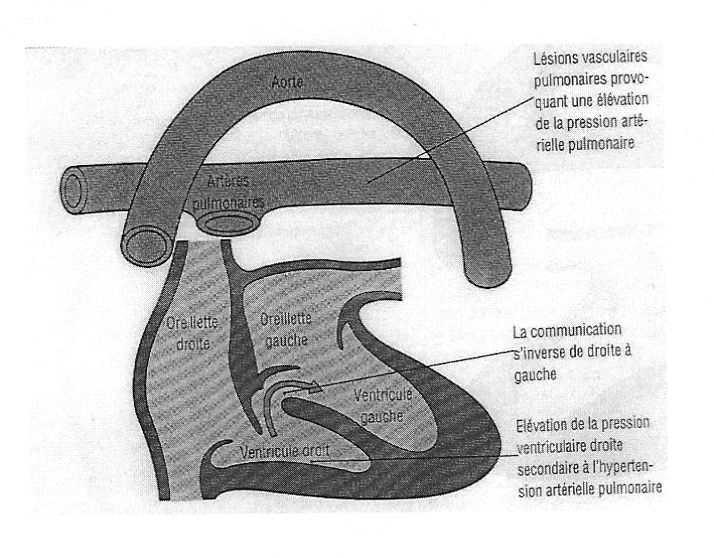 Lésions vasculaires
pulmonaires provo-
quant une élévation
de la pression arté-
rielle pulmonaire
Aorte
Artères
pulmonaires
Oreillette
droite
Oreillette
gauche
La communication
s'inverse de droite à
gauche
Ventricule
gauche
Elévation de la pression
ventriculaire droite
secondaire à l'hyperten-
sion artérielle pulmonaire
Ventricule droit